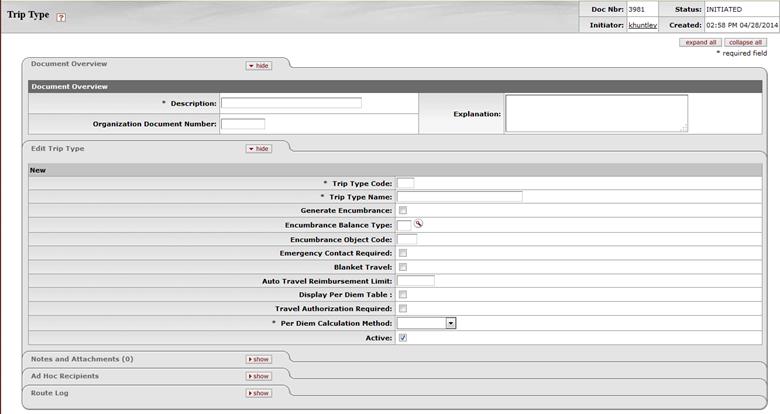 Trip Type ?
Doc Nbr: 3981 Status: INITIATED
Initiator: khuntley Created: 02:58 PM 04/28/2014
expand all collapse all
* required field
Document Overview hide
Document Overview
* Description: Explanation:
Organization Document Number:
Edit Trip Type hide
New
* Trip Type Code:
* Trip Type Name:
Generate Encumbrance:
Encumbrance Balance Type:
Encumbrance Object Code:
Emergency Contact Required:
Blanket Travel:
Auto Travel Reimbursement Limit:
Display Per Diem Table :
Travel Authorization Required:
* Per Diem Calculation Method:
Active:
Notes and Attachments (0) show
Ad Hoc Recipients show
Route Log show